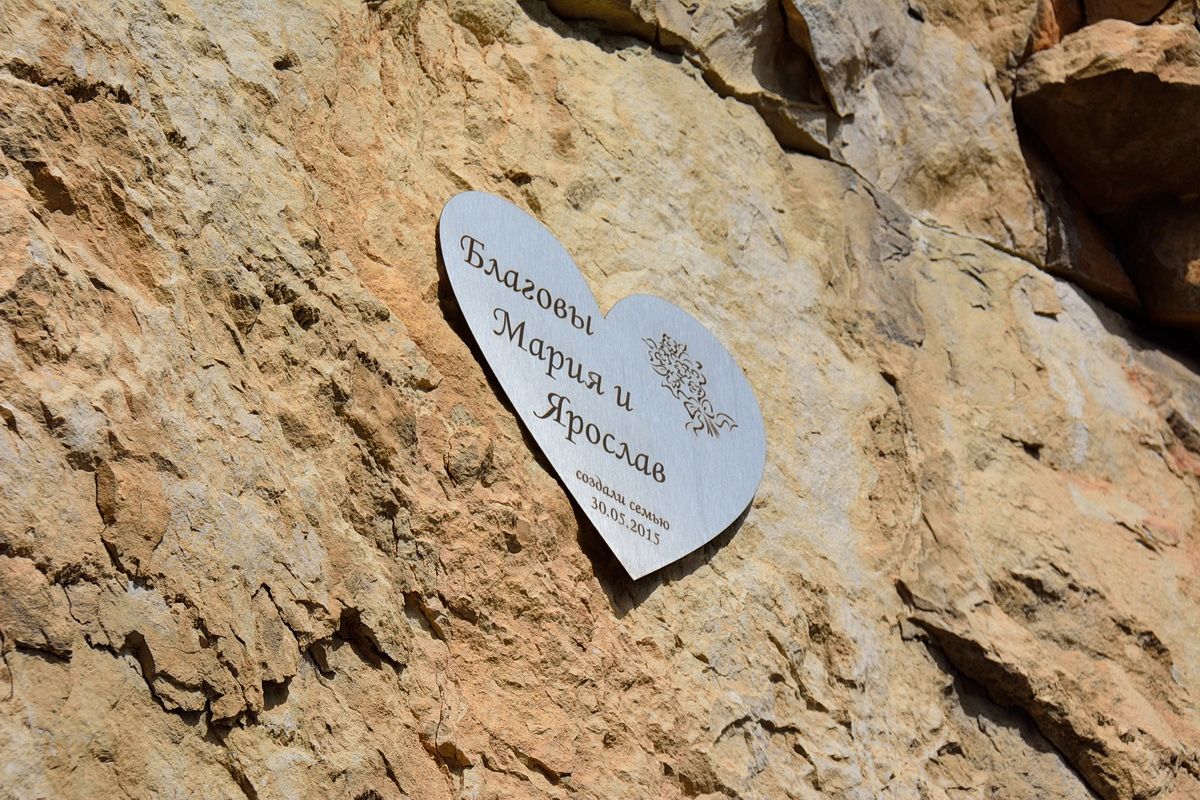 Благовы
Мария и
Ярослав
создали семью
30.05.2015